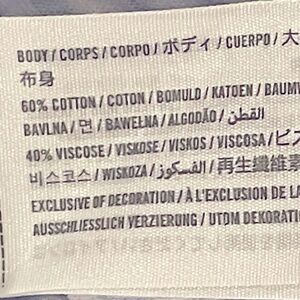 BODY / CORPS / CORPO / ボディ / CUERPO / 大
布身
60% COTTON / COTON / BOMULD / KATOEN / BAUMW
BAVLNA / 면 / BAWEŁNA / ALGODÃO / القطن /
40% VISCOSE / VISKOSE / VISKOS / VISCOSA / ビス
비스코스 / WISKOZA / الفسكوز / 再生纖維素
EXCLUSIVE OF DECORATION / À L'EXCLUSION DE LA
AUSSCHLIESSLICH VERZIERUNG / UTOM DEKORATION